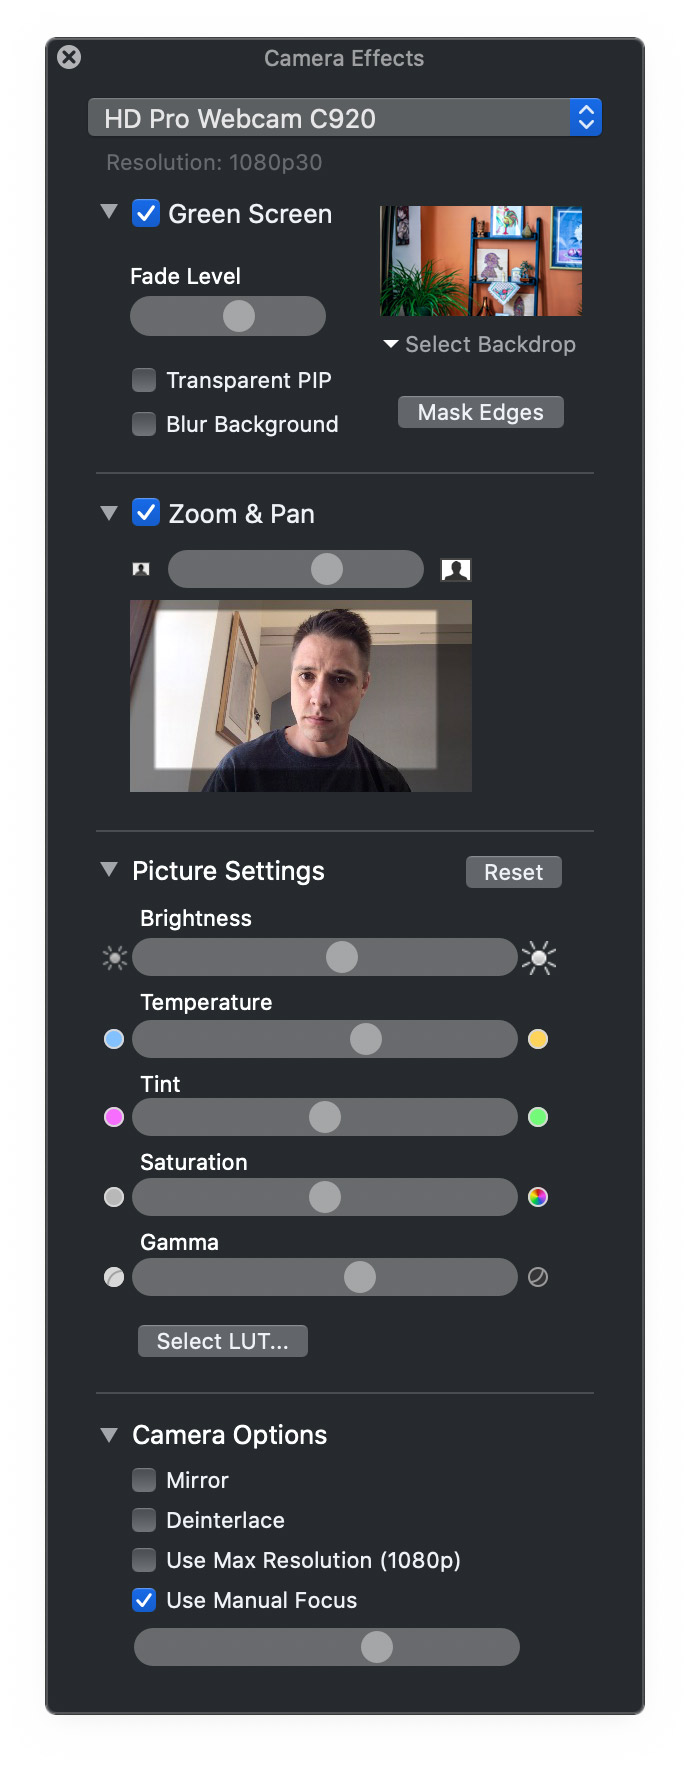 Camera Effects
HD Pro Webcam C920
Resolution: 1080p30
Green Screen
Fade Level
Select Backdrop
Transparent PIP
Mask Edges
Blur Background
Zoom & Pan
Picture Settings
Reset
Brightness
Temperature
Tint
Saturation
Gamma
Select LUT...
Camera Options
Mirror
Deinterlace
Use Max Resolution (1080p)
Use Manual Focus